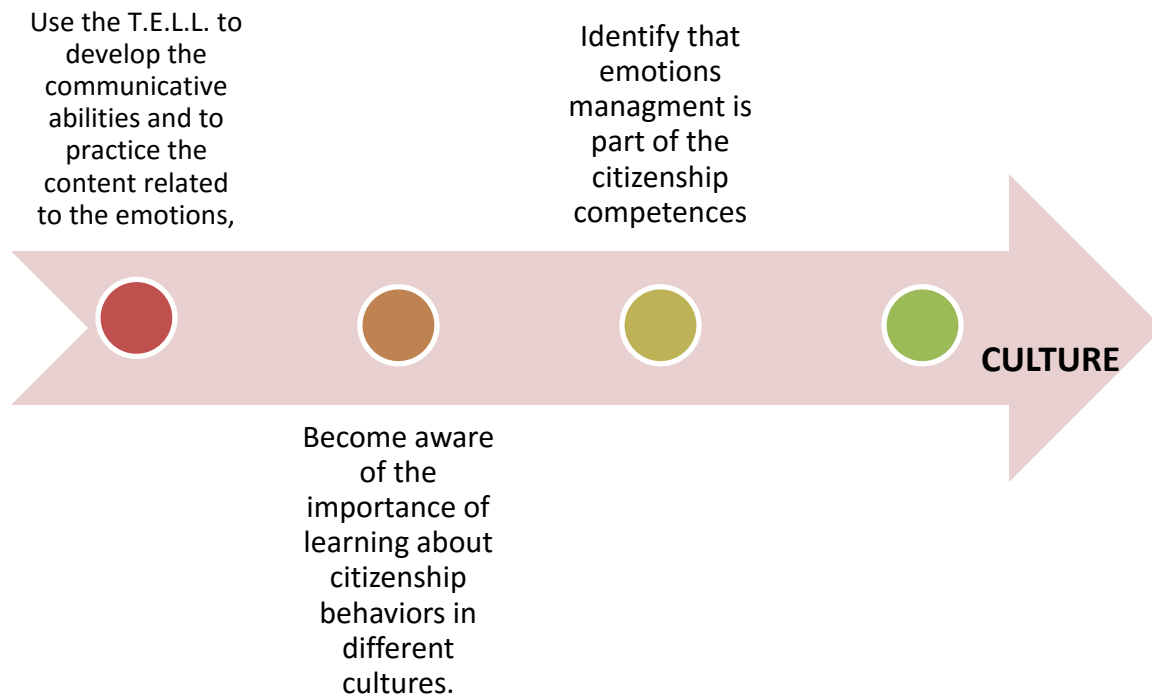 Use the T.E.L.L. to
develop the
communicative
abilities and to
practice the
content related
to the emotions,
Become aware
of the
importance of
learning about
citizenship
behaviors in
different
cultures.
Identify that
emotions
managment is
part of the
citizenship
competences
CULTURE